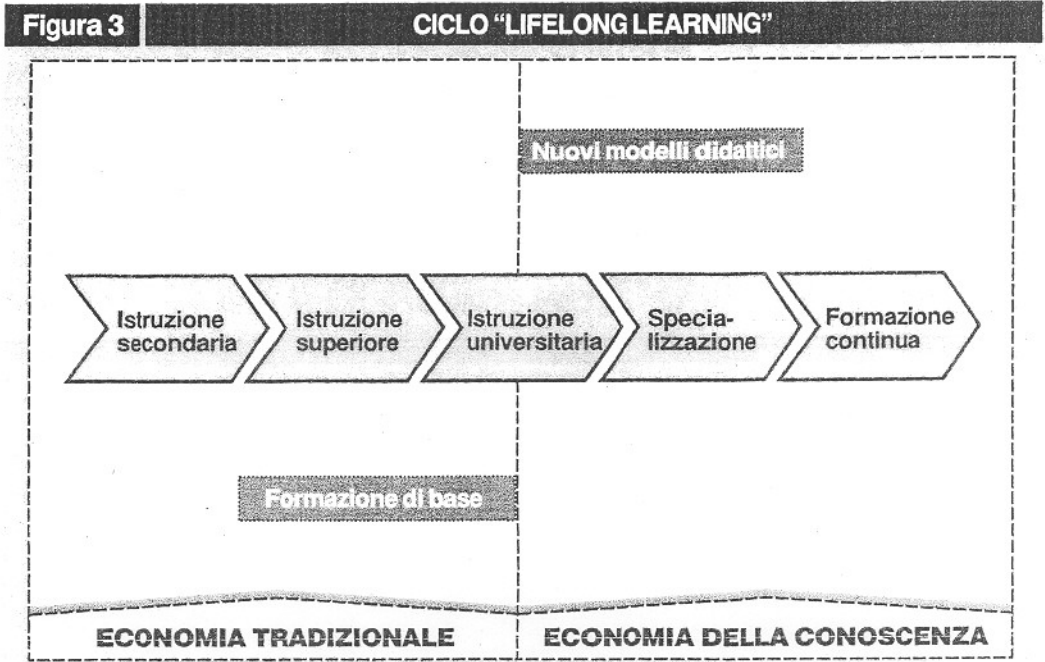 Figura 3
CICLO “LIFELONG LEARNING”
Nuovi modelli didattici
Istruzione
secondaria
Istruzione
superiore
Istruzione
universitaria
Specia-
lizzazione
Formazione
continua
Formazione di base
ECONOMIA TRADIZIONALE
ECONOMIA DELLA CONOSCENZA